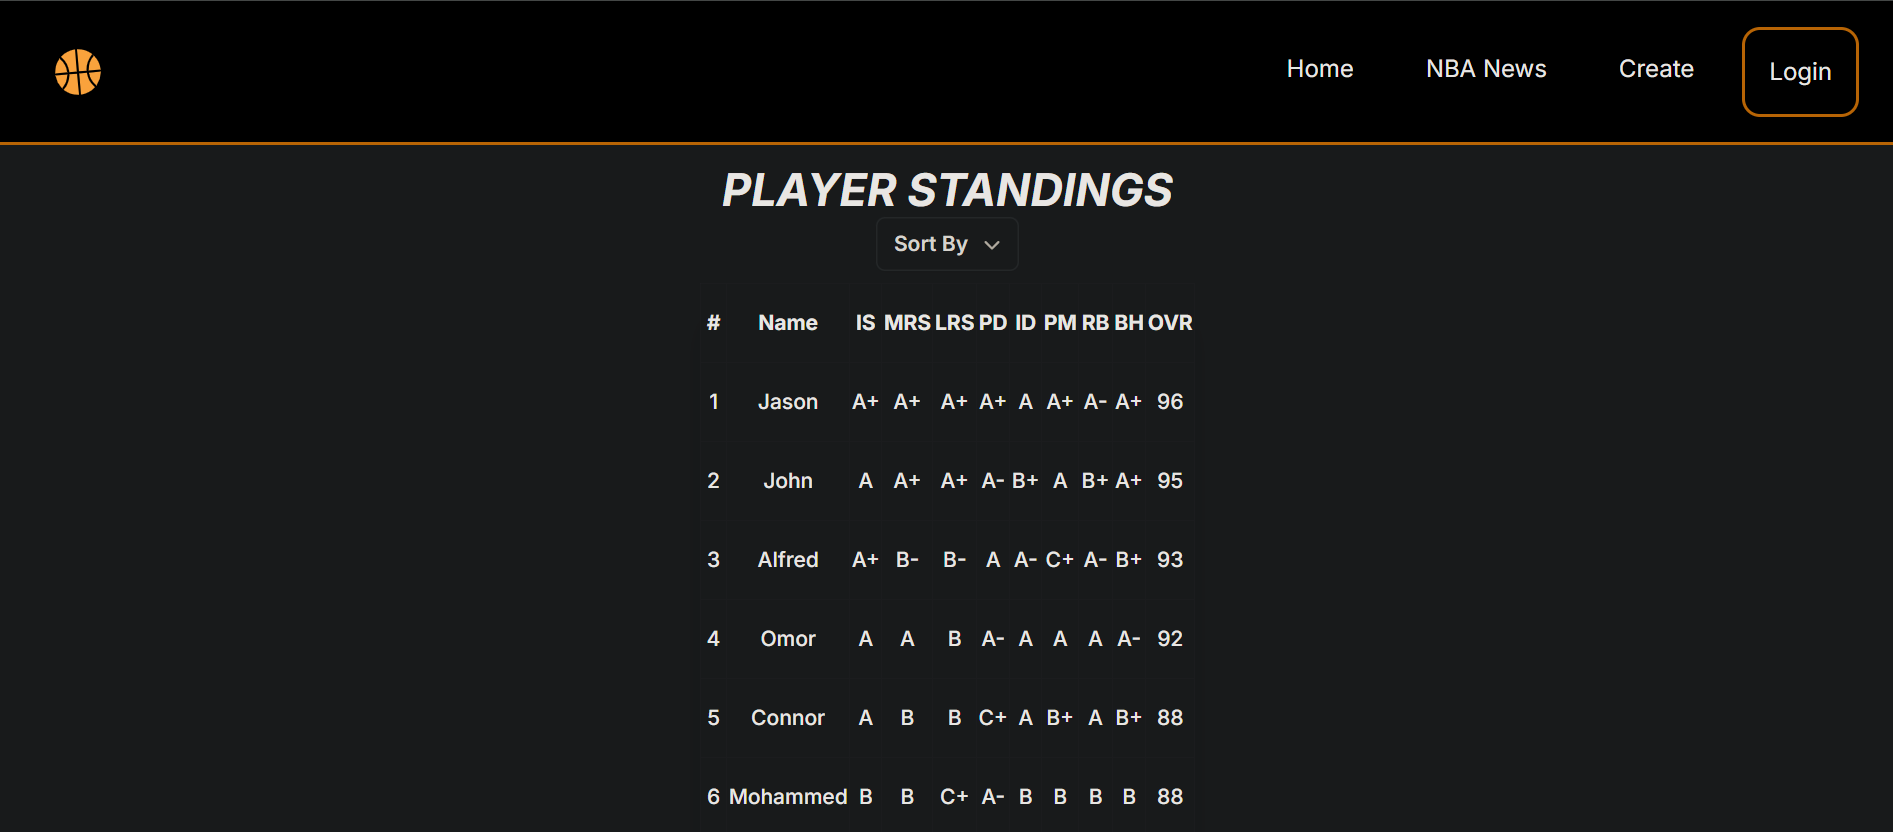 Home NBA News Create Login
PLAYER STANDINGS
Sort By
# Name IS MRS LRS PD ID PM RB BH OVR
1 Jason A+ A+ A+ A+ A A+ A- A+ 96
2 John A A+ A+ A- B+ A B+ A+ 95
3 Alfred A+ B- B- A A- C+ A- B+ 93
4 Omor A A B A- A A A A- 92
5 Connor A B B C+ A B+ A B+ 88
6 Mohammed B B C+ A- B B B B 88